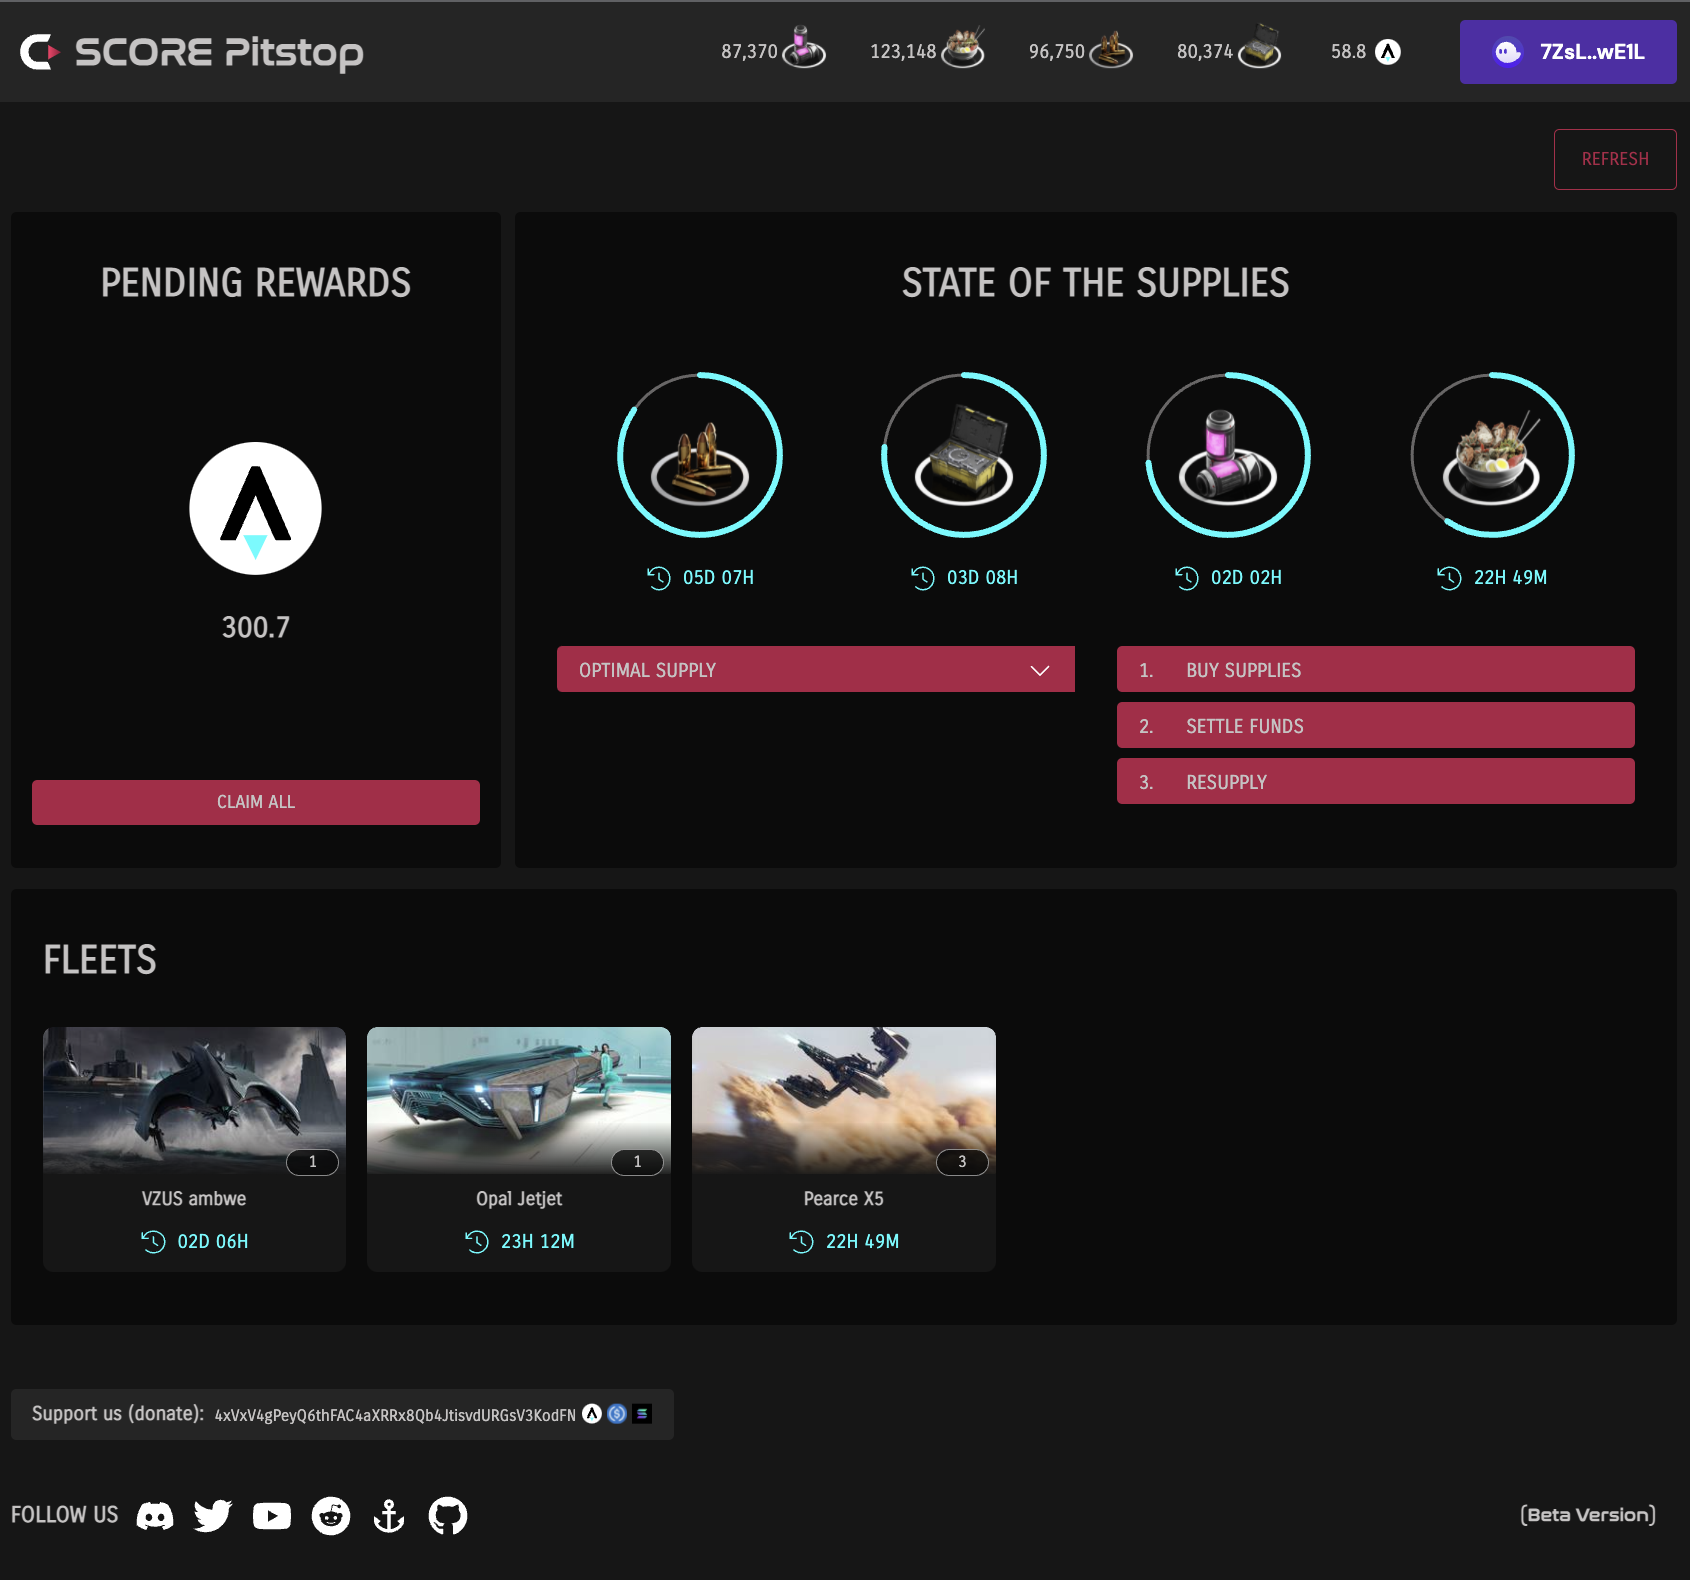 SCORE Pitstop
87,370
123,148
96,750
80,374
58.8
7ZsL..wE1L
REFRESH
PENDING REWARDS
300.7
CLAIM ALL
STATE OF THE SUPPLIES
05D 07H
03D 08H
02D 02H
22H 49M
OPTIMAL SUPPLY
1. BUY SUPPLIES
2. SETTLE FUNDS
3. RESUPPLY
FLEETS
1
VZUS ambwe
02D 06H
1
Opal Jetjet
23H 12M
3
Pearce X5
22H 49M
Support us (donate): 4xVxV4gPeyQ6thFAC4aXRRx8Qb4JtisvdURGsV3KodFN
FOLLOW US
(Beta Version)